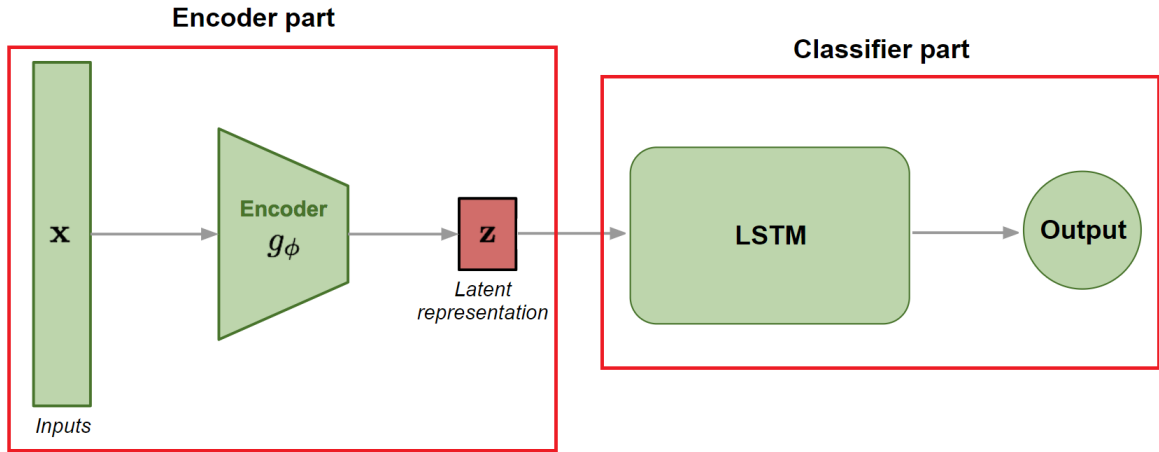 Encoder part
Classifier part
x
Encoder
gϕ
z
Latent
representation
Inputs
LSTM
Output